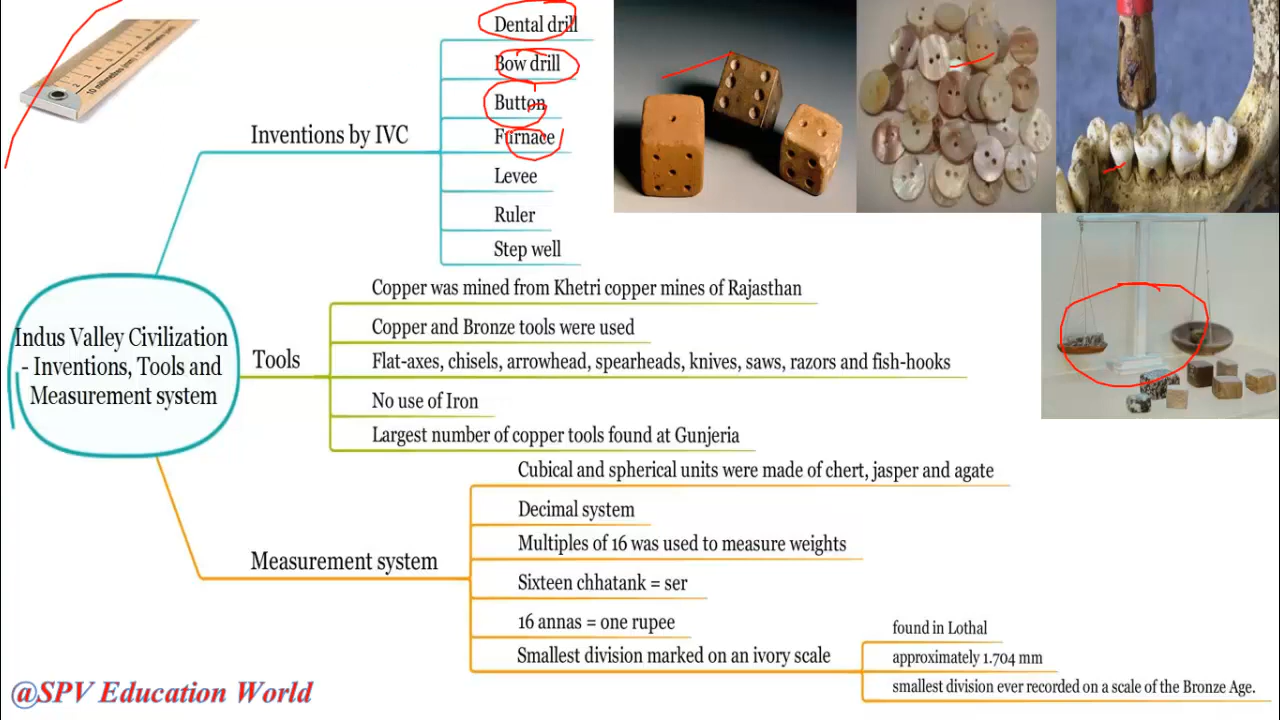 Dental drill
Bow drill
Button
Furnace
Inventions by IVC
Levee
Ruler
Step well
Indus Valley Civilization
- Inventions, Tools and
Measurement system
Tools
Copper was mined from Khetri copper mines of Rajasthan
Copper and Bronze tools were used
Flat-axes, chisels, arrowhead, spearheads, knives, saws, razors and fish-hooks
No use of Iron
Largest number of copper tools found at Gunjeria
Measurement system
Cubical and spherical units were made of chert, jasper and agate
Decimal system
Multiples of 16 was used to measure weights
Sixteen chhatank = ser
16 annas = one rupee
Smallest division marked on an ivory scale
found in Lothal
approximately 1.704 mm
smallest division ever recorded on a scale of the Bronze Age.
@SPV Education World